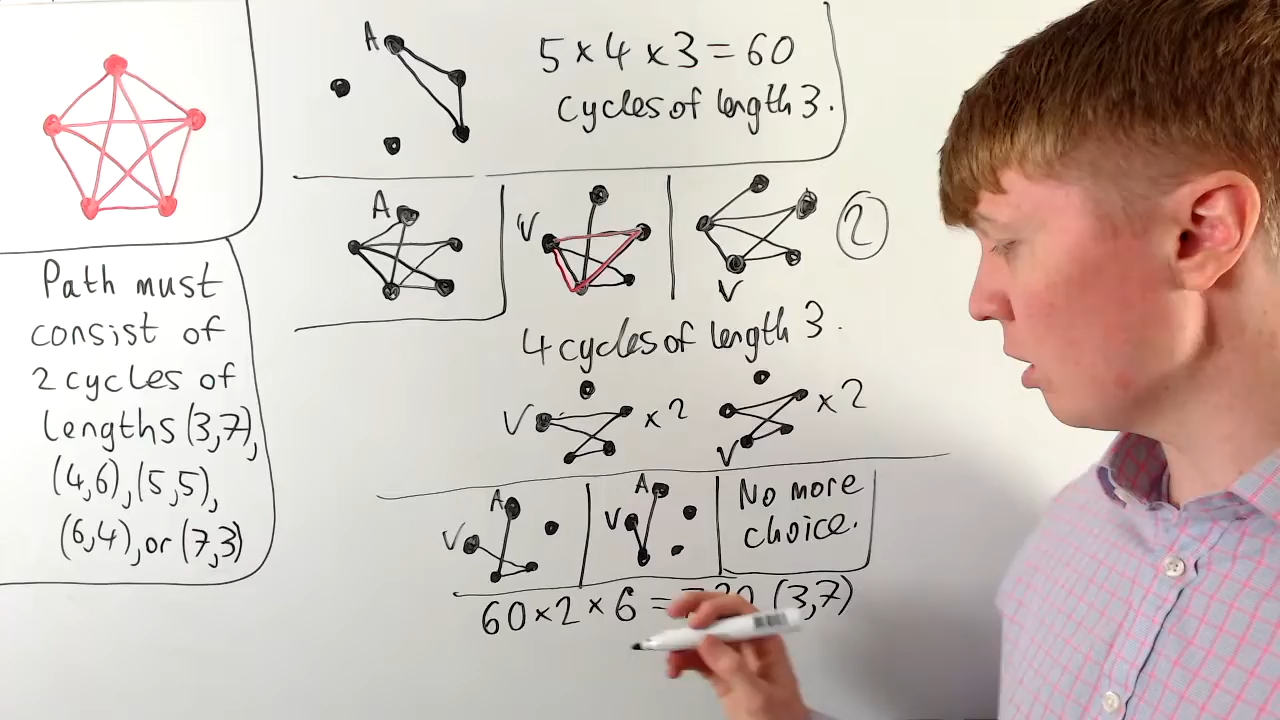 A
5 × 4 × 3 = 60
cycles of length 3.
A
V
V
2
Path must
consist of
2 cycles of
lengths (3,7),
(4,6), (5,5),
(6,4), or (7,3)
4 cycles of length 3.
V
× 2
V
× 2
A
V
A
V
No more
choice.
60 × 2 × 6 = (3,7)